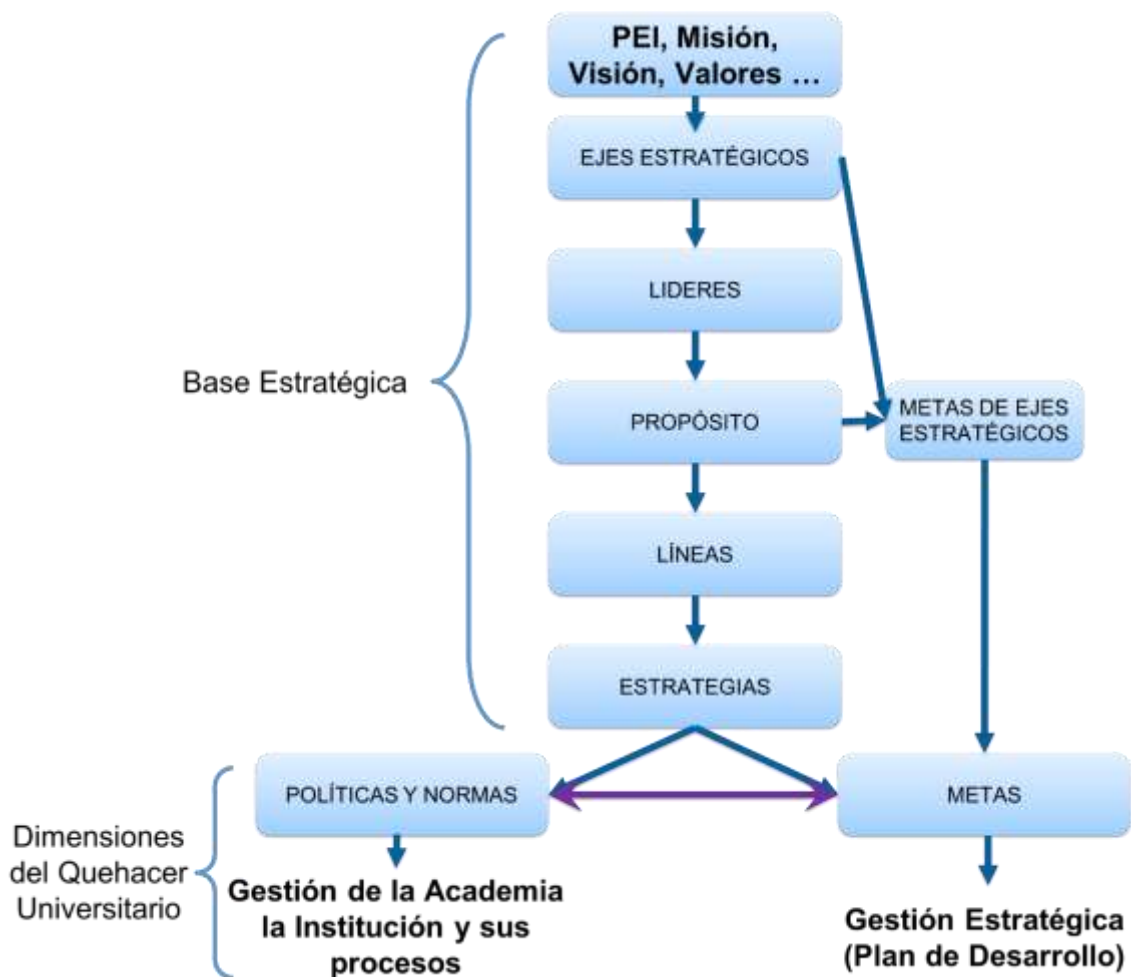 PEI, Misión,
Visión, Valores ...
EJES ESTRATÉGICOS
LIDERES
Base Estratégica
PROPÓSITO
METAS DE EJES
ESTRATÉGICOS
LÍNEAS
ESTRATEGIAS
POLÍTICAS Y NORMAS
METAS
Dimensiones
del Quehacer
Universitario
Gestión de la Academia
la Institución y sus
procesos
Gestión Estratégica
(Plan de Desarrollo)